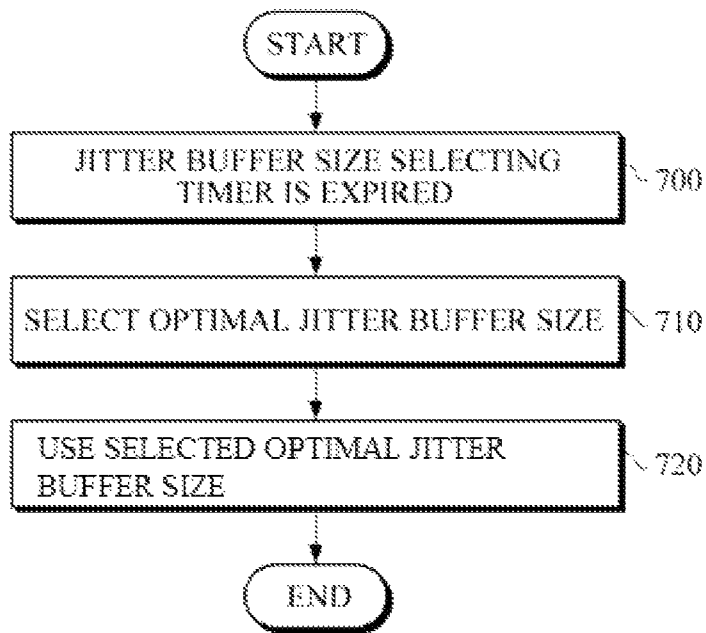 START
JITTER BUFFER SIZE SELECTING
TIMER IS EXPIRED
700
SELECT OPTIMAL JITTER BUFFER SIZE
710
USE SELECTED OPTIMAL JITTER
BUFFER SIZE
720
END